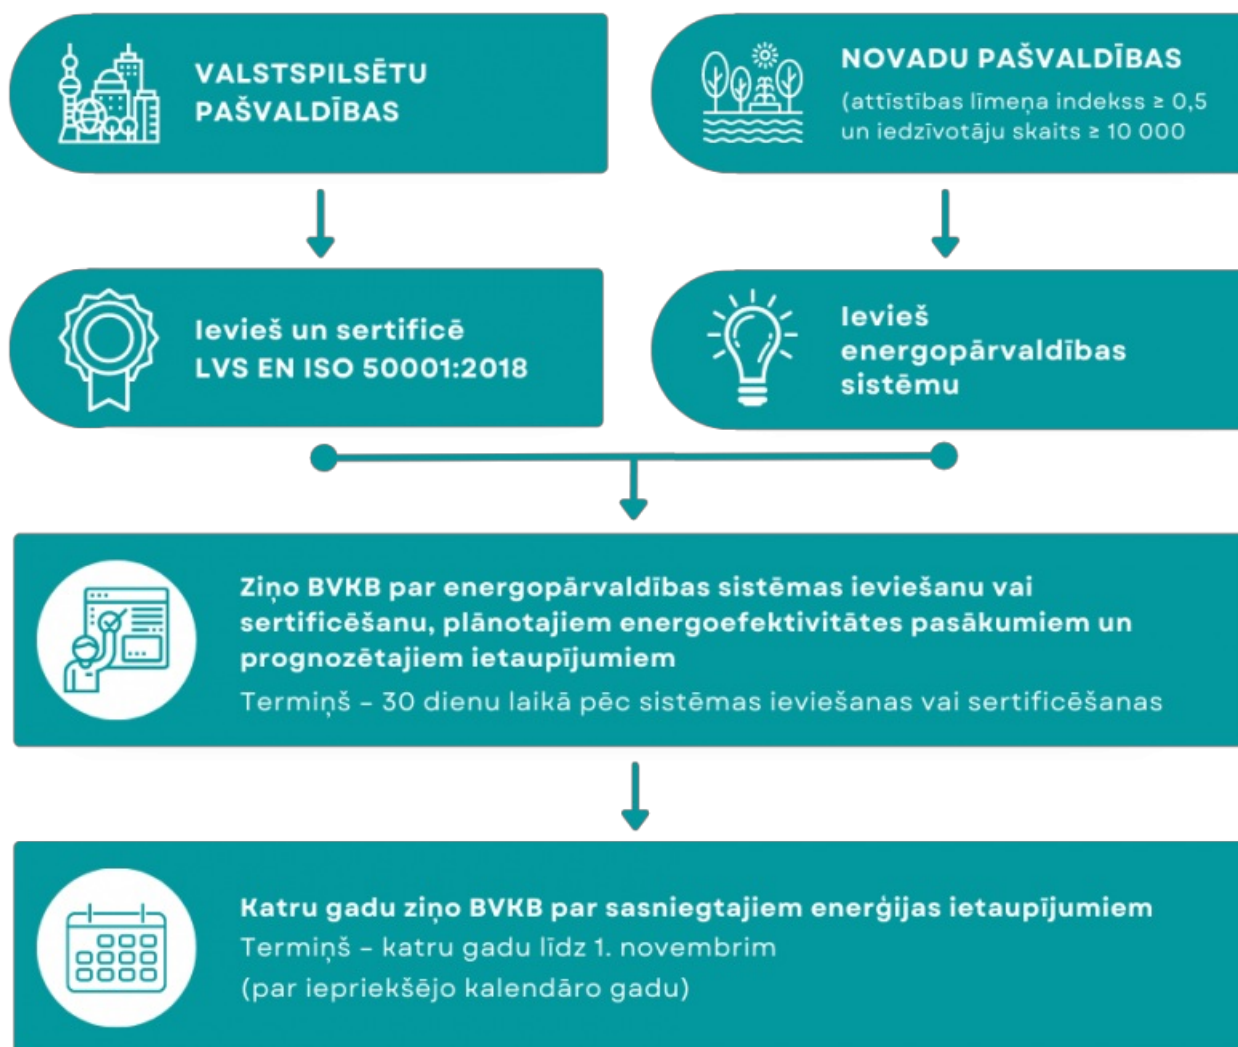 VALSTSPILSĒTU
PAŠVALDĪBAS
NOVADU PAŠVALDĪBAS
(attīstības līmeņa indekss ≥ 0,5
un iedzīvotāju skaits ≥ 10 000
Ievieš un sertificē
LVS EN ISO 50001:2018
Ievieš
energopārvaldības
sistēmu
Ziņo BVKB par energopārvaldības sistēmas ieviešanu vai
sertificēšanu, plānotajiem energoefektivitātes pasākumiem un
prognozētajiem ietaupījumiem
Termiņš – 30 dienu laikā pēc sistēmas ieviešanas vai sertificēšanas
Katru gadu ziņo BVKB par sasniegtajiem enerģijas ietaupījumiem
Termiņš – katru gadu līdz 1. novembrim
(par iepriekšējo kalendāro gadu)